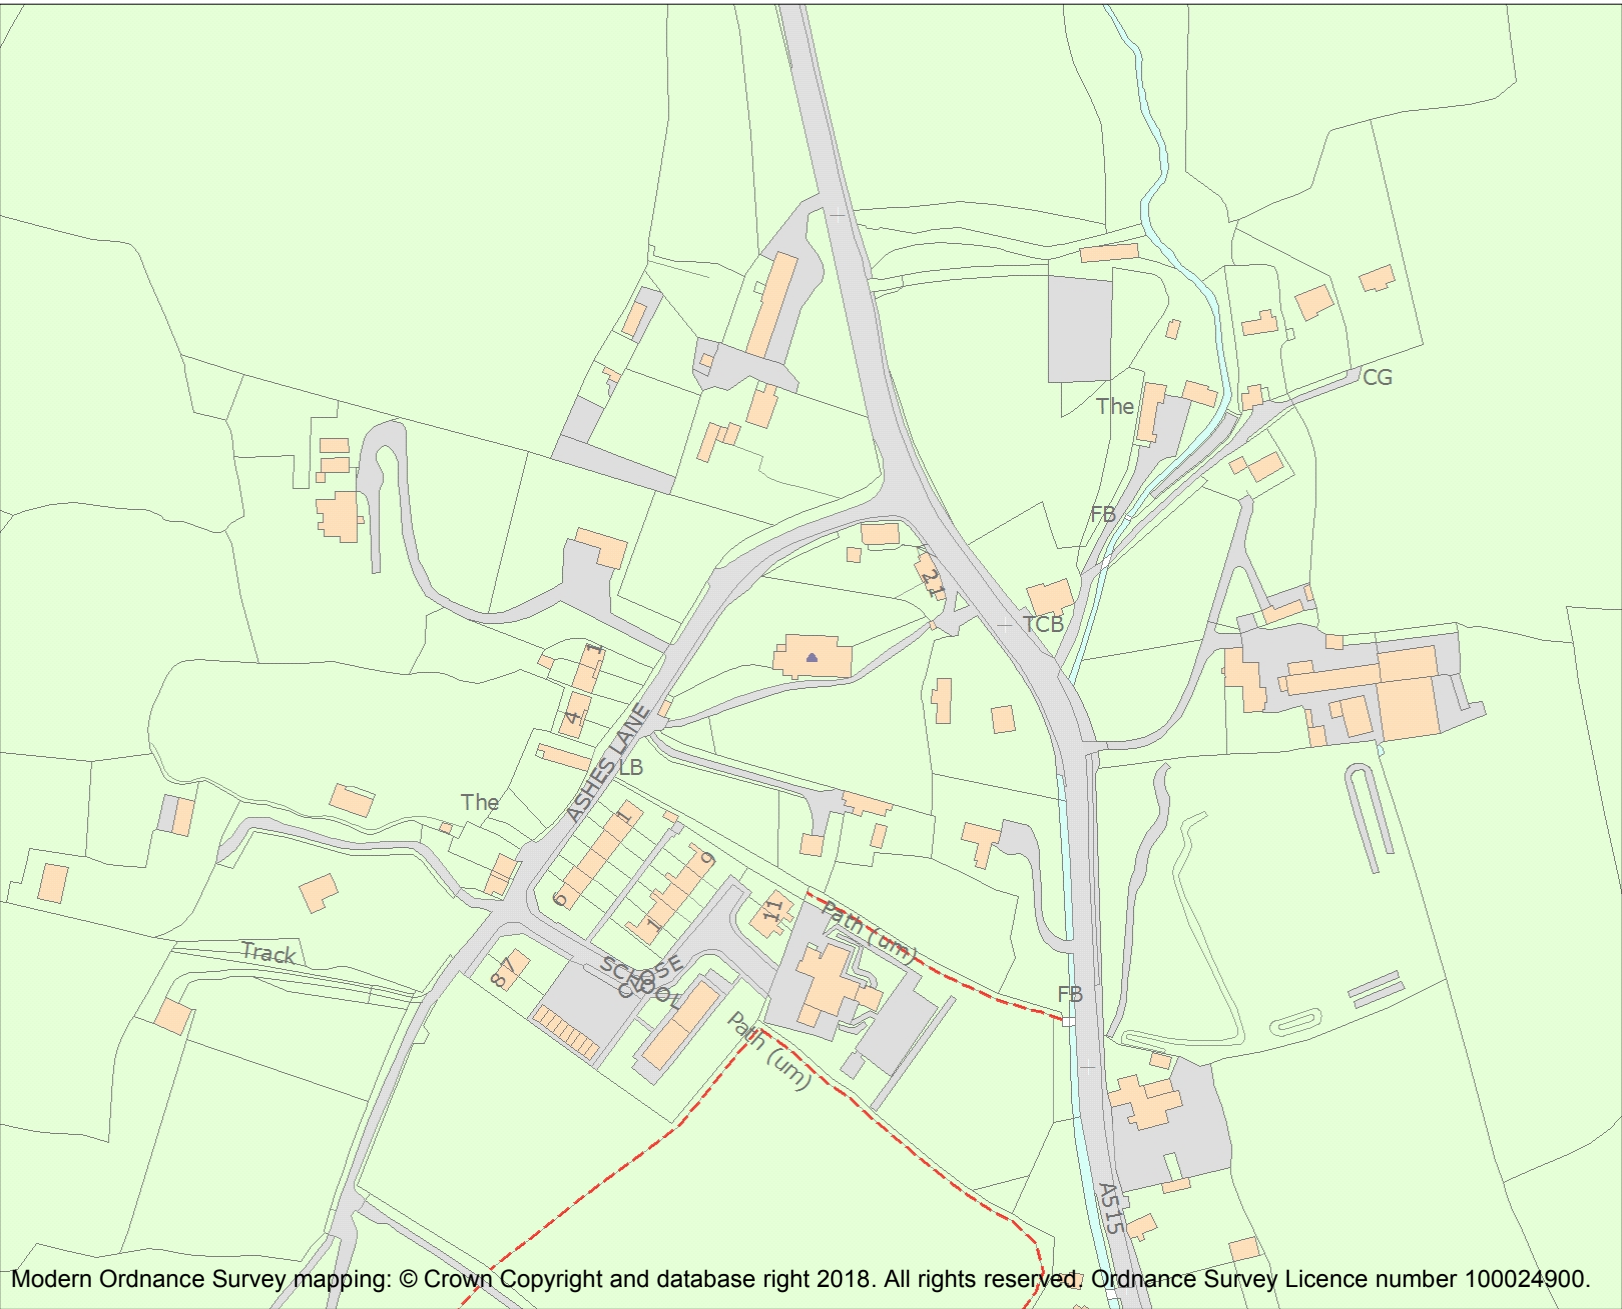 CG
The
FB
21
TCB
1
4
ASHES LANE
LB
The
1
9
6
1
11
Path (um)
Track
87
SCHOOL
CLOSE
FB
Path (um)
A515
Modern Ordnance Survey mapping: © Crown Copyright and database right 2018. All rights reserved. Ordnance Survey Licence number 100024900.